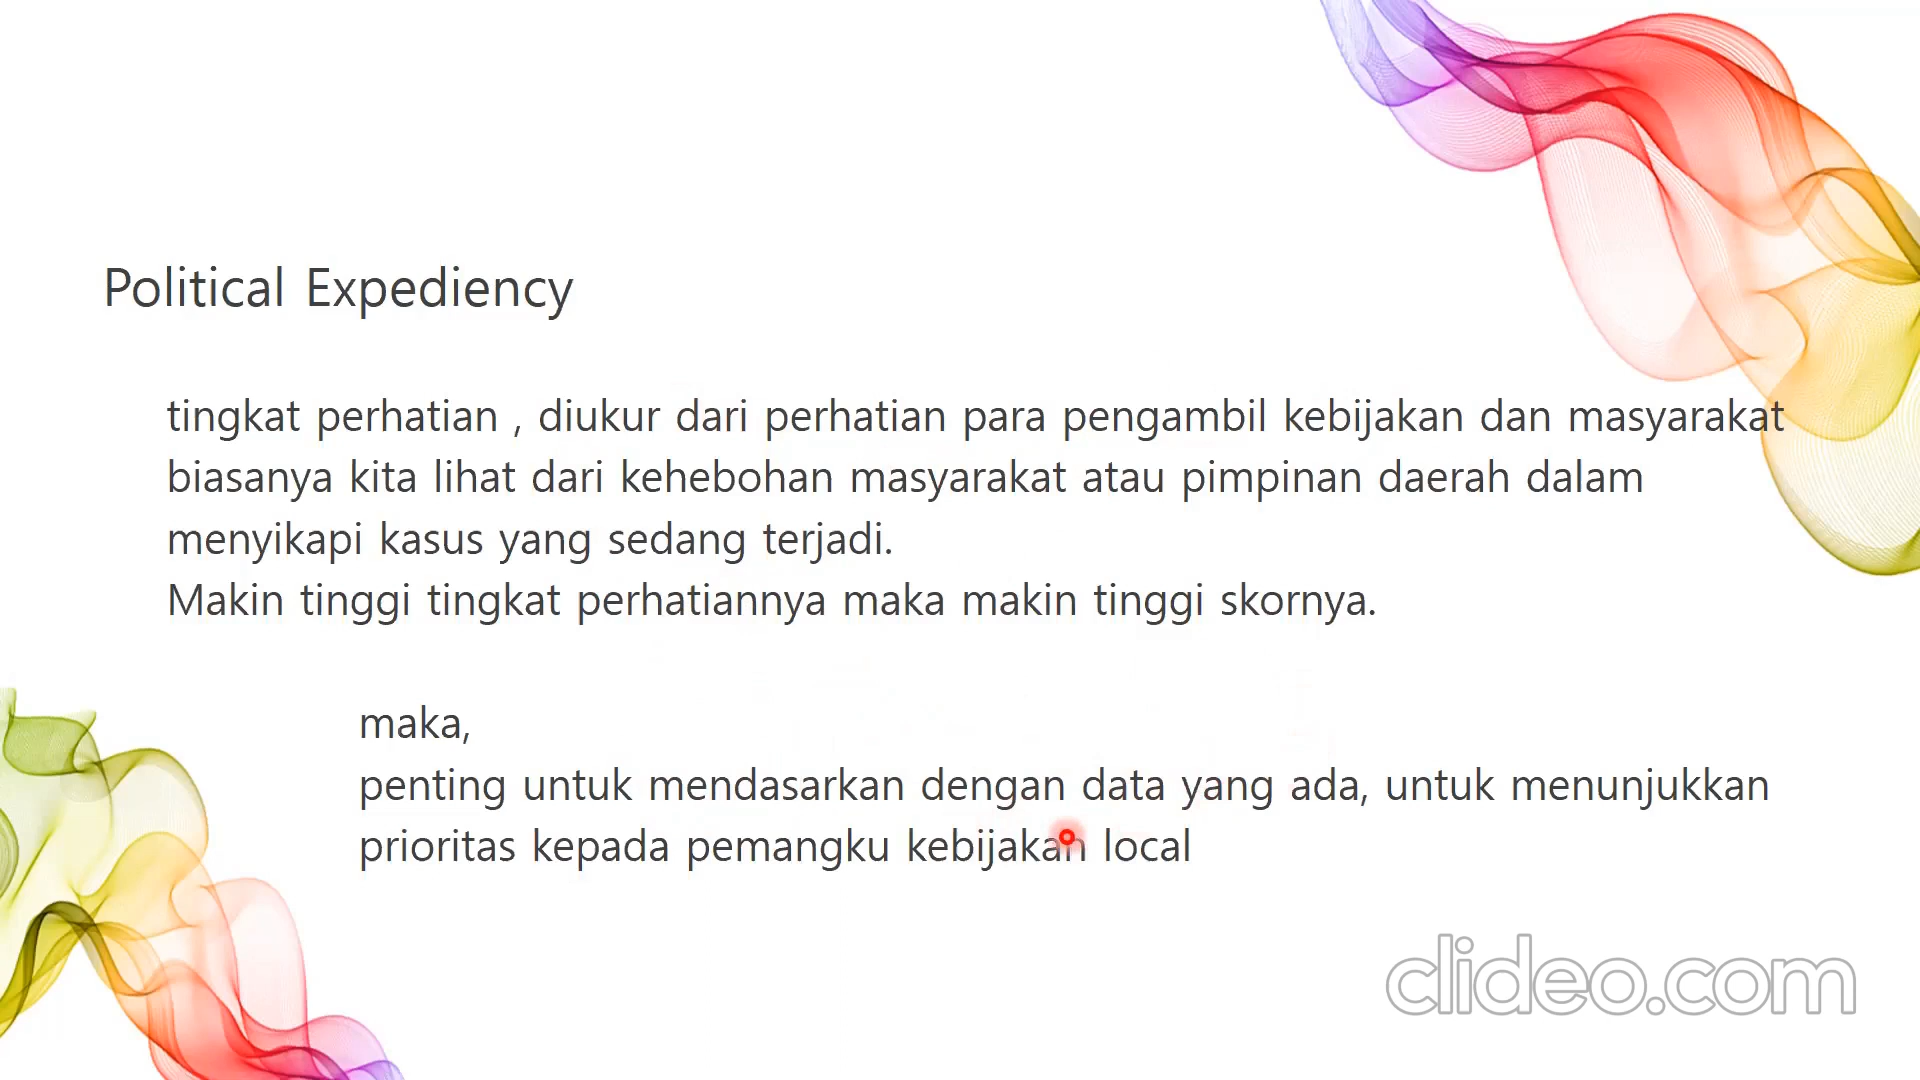 Political Expediency
tingkat perhatian , diukur dari perhatian para pengambil kebijakan dan masyarakat
biasanya kita lihat dari kehebohan masyarakat atau pimpinan daerah dalam
menyikapi kasus yang sedang terjadi.
Makin tinggi tingkat perhatiannya maka makin tinggi skornya.
maka,
penting untuk mendasarkan dengan data yang ada, untuk menunjukkan
prioritas kepada pemangku kebijakan local
clideo.com